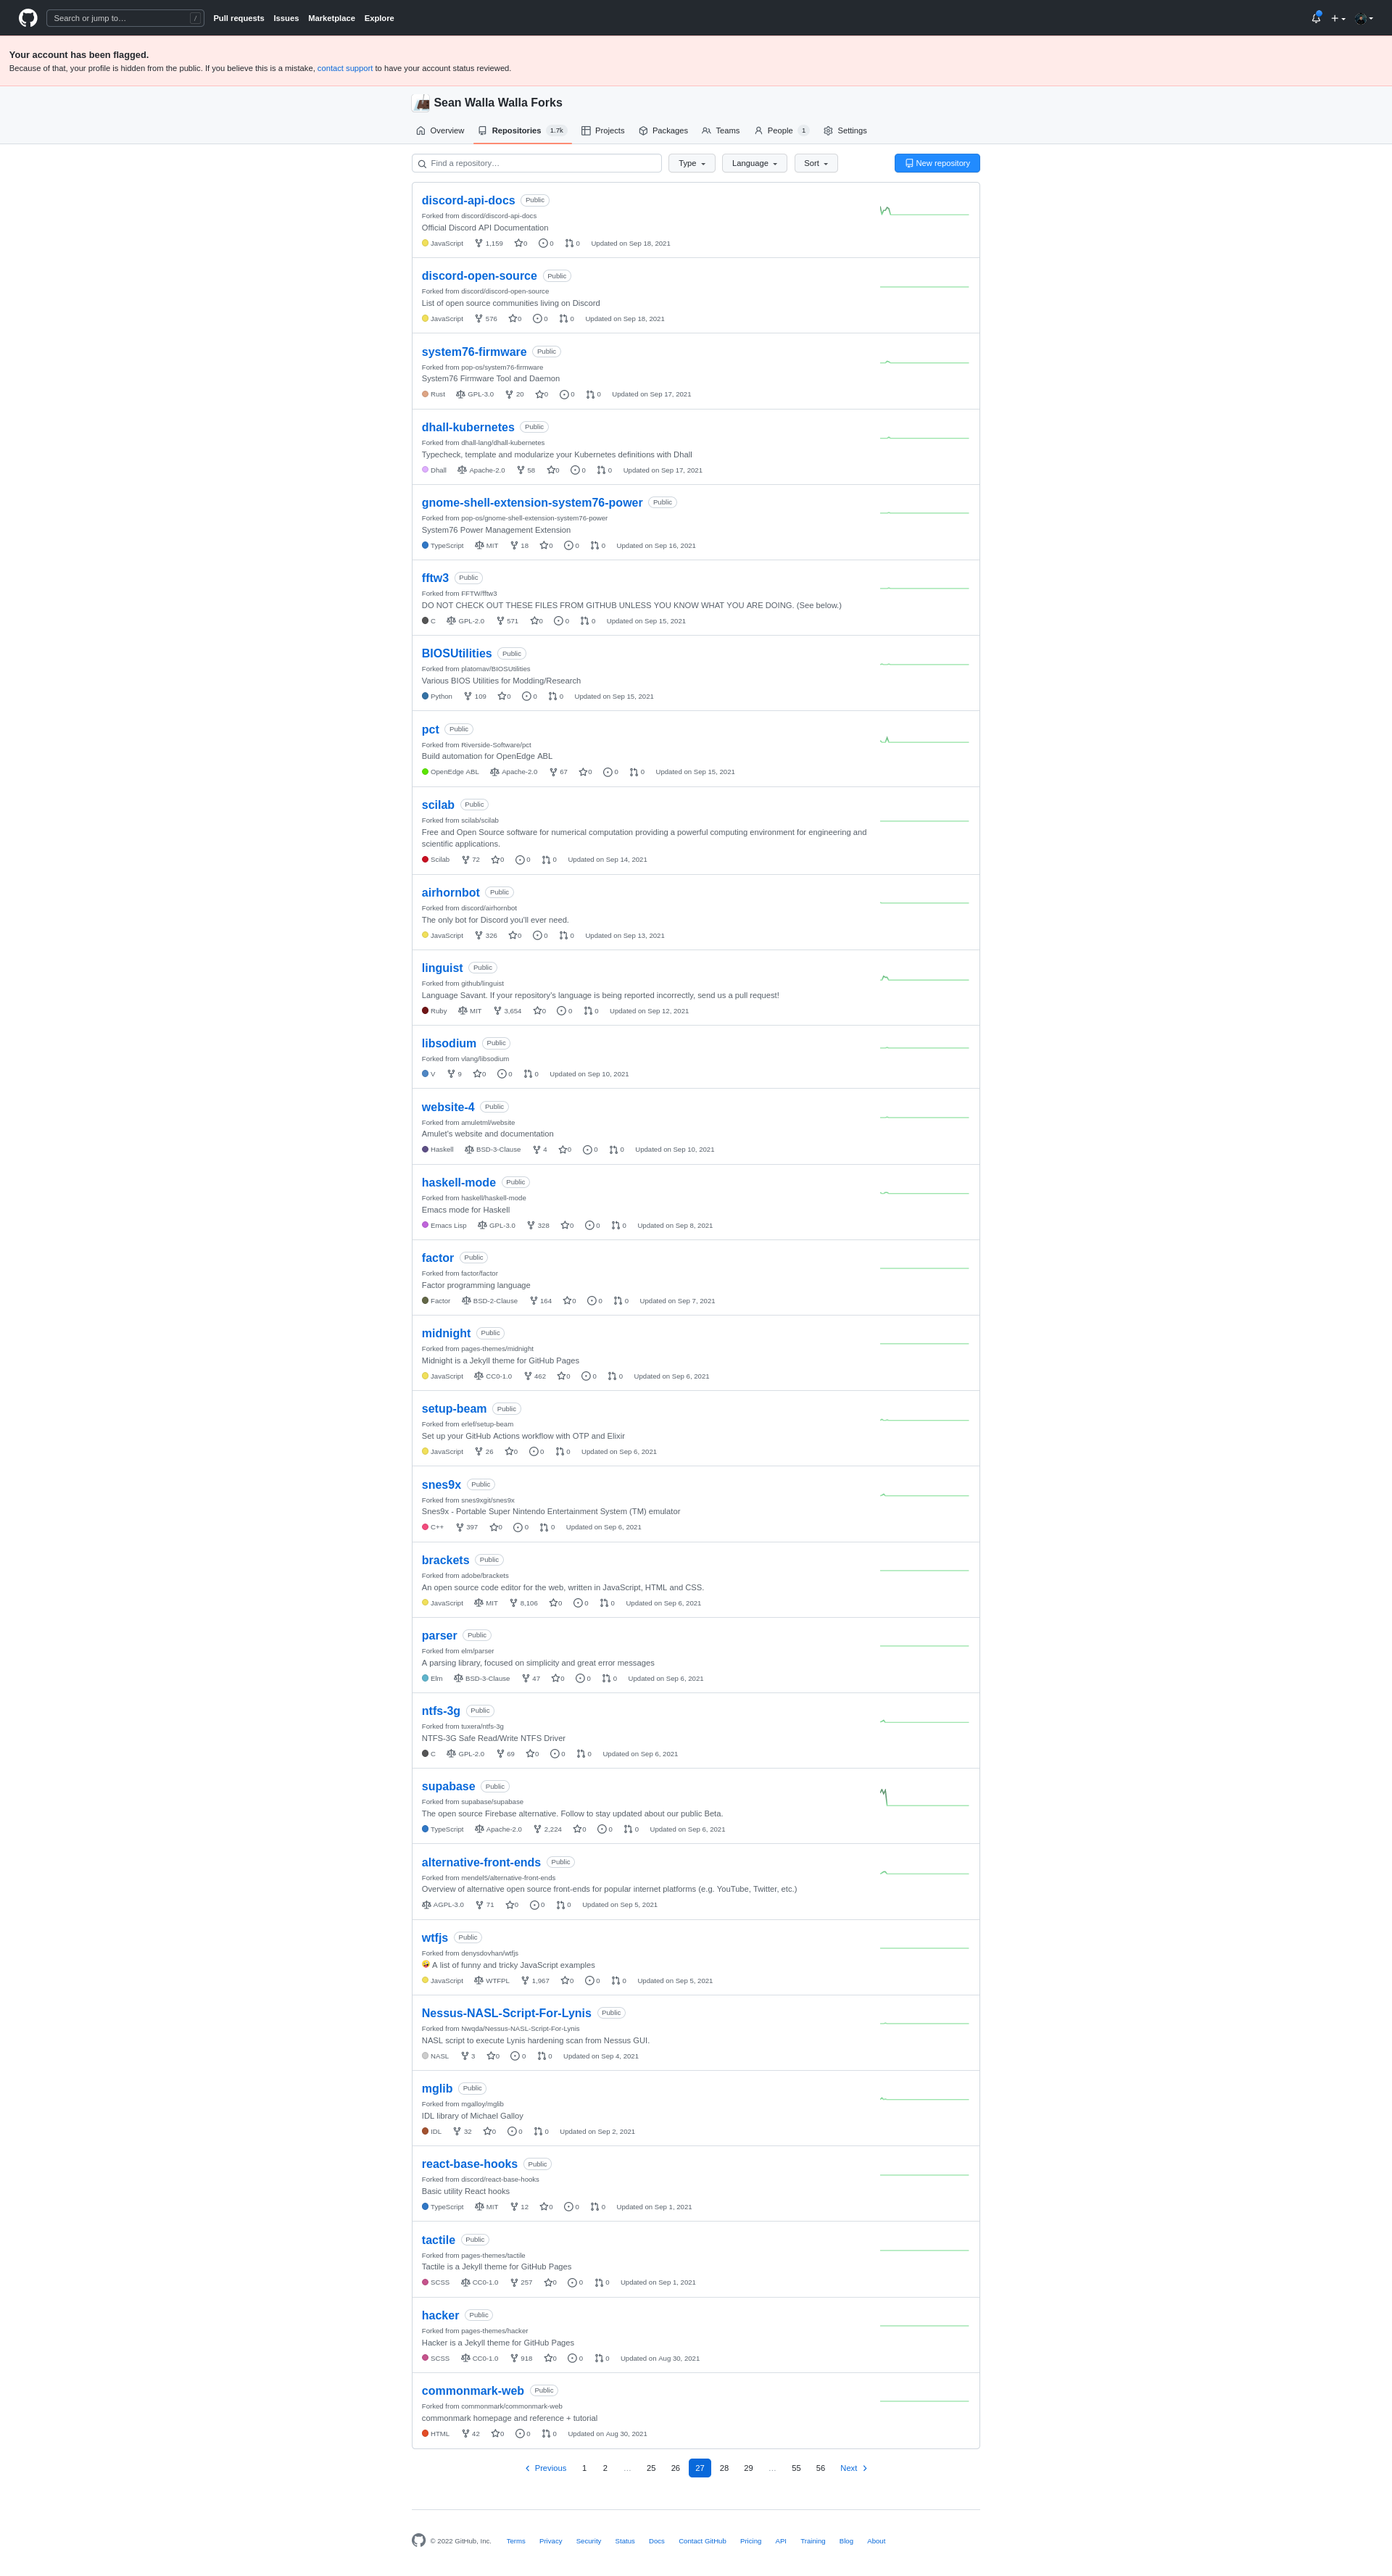 Search or jump to… / Pull requests Issues Marketplace Explore
Your account has been flagged.
Because of that, your profile is hidden from the public. If you believe this is a mistake, contact support to have your account status reviewed.
Sean Walla Walla Forks
Overview Repositories 1.7k Projects Packages Teams People 1 Settings
Find a repository… Type Language Sort New repository
discord-api-docs Public
Forked from discord/discord-api-docs
Official Discord API Documentation
JavaScript 1,159 0 0 0 Updated on Sep 18, 2021
discord-open-source Public
Forked from discord/discord-open-source
List of open source communities living on Discord
JavaScript 576 0 0 0 Updated on Sep 18, 2021
system76-firmware Public
Forked from pop-os/system76-firmware
System76 Firmware Tool and Daemon
Rust GPL-3.0 20 0 0 0 Updated on Sep 17, 2021
dhall-kubernetes Public
Forked from dhall-lang/dhall-kubernetes
Typecheck, template and modularize your Kubernetes definitions with Dhall
Dhall Apache-2.0 58 0 0 0 Updated on Sep 17, 2021
gnome-shell-extension-system76-power Public
Forked from pop-os/gnome-shell-extension-system76-power
System76 Power Management Extension
TypeScript MIT 18 0 0 0 Updated on Sep 16, 2021
fftw3 Public
Forked from FFTW/fftw3
DO NOT CHECK OUT THESE FILES FROM GITHUB UNLESS YOU KNOW WHAT YOU ARE DOING. (See below.)
C GPL-2.0 571 0 0 0 Updated on Sep 15, 2021
BIOSUtilities Public
Forked from platomav/BIOSUtilities
Various BIOS Utilities for Modding/Research
Python 109 0 0 0 Updated on Sep 15, 2021
pct Public
Forked from Riverside-Software/pct
Build automation for OpenEdge ABL
OpenEdge ABL Apache-2.0 67 0 0 0 Updated on Sep 15, 2021
scilab Public
Forked from scilab/scilab
Free and Open Source software for numerical computation providing a powerful computing environment for engineering and
scientific applications.
Scilab 72 0 0 0 Updated on Sep 14, 2021
airhornbot Public
Forked from discord/airhornbot
The only bot for Discord you'll ever need.
JavaScript 326 0 0 0 Updated on Sep 13, 2021
linguist Public
Forked from github/linguist
Language Savant. If your repository's language is being reported incorrectly, send us a pull request!
Ruby MIT 3,654 0 0 0 Updated on Sep 12, 2021
libsodium Public
Forked from vlang/libsodium
V 9 0 0 0 Updated on Sep 10, 2021
website-4 Public
Forked from amuletml/website
Amulet's website and documentation
Haskell BSD-3-Clause 4 0 0 0 Updated on Sep 10, 2021
haskell-mode Public
Forked from haskell/haskell-mode
Emacs mode for Haskell
Emacs Lisp GPL-3.0 328 0 0 0 Updated on Sep 8, 2021
factor Public
Forked from factor/factor
Factor programming language
Factor BSD-2-Clause 164 0 0 0 Updated on Sep 7, 2021
midnight Public
Forked from pages-themes/midnight
Midnight is a Jekyll theme for GitHub Pages
JavaScript CC0-1.0 462 0 0 0 Updated on Sep 6, 2021
setup-beam Public
Forked from erlef/setup-beam
Set up your GitHub Actions workflow with OTP and Elixir
JavaScript 26 0 0 0 Updated on Sep 6, 2021
snes9x Public
Forked from snes9xgit/snes9x
Snes9x - Portable Super Nintendo Entertainment System (TM) emulator
C++ 397 0 0 0 Updated on Sep 6, 2021
brackets Public
Forked from adobe/brackets
An open source code editor for the web, written in JavaScript, HTML and CSS.
JavaScript MIT 8,106 0 0 0 Updated on Sep 6, 2021
parser Public
Forked from elm/parser
A parsing library, focused on simplicity and great error messages
Elm BSD-3-Clause 47 0 0 0 Updated on Sep 6, 2021
ntfs-3g Public
Forked from tuxera/ntfs-3g
NTFS-3G Safe Read/Write NTFS Driver
C GPL-2.0 69 0 0 0 Updated on Sep 6, 2021
supabase Public
Forked from supabase/supabase
The open source Firebase alternative. Follow to stay updated about our public Beta.
TypeScript Apache-2.0 2,224 0 0 0 Updated on Sep 6, 2021
alternative-front-ends Public
Forked from mendel5/alternative-front-ends
Overview of alternative open source front-ends for popular internet platforms (e.g. YouTube, Twitter, etc.)
AGPL-3.0 71 0 0 0 Updated on Sep 5, 2021
wtfjs Public
Forked from denysdovhan/wtfjs
🤪 A list of funny and tricky JavaScript examples
JavaScript WTFPL 1,967 0 0 0 Updated on Sep 5, 2021
Nessus-NASL-Script-For-Lynis Public
Forked from Nwqda/Nessus-NASL-Script-For-Lynis
NASL script to execute Lynis hardening scan from Nessus GUI.
NASL 3 0 0 0 Updated on Sep 4, 2021
mglib Public
Forked from mgalloy/mglib
IDL library of Michael Galloy
IDL 32 0 0 0 Updated on Sep 2, 2021
react-base-hooks Public
Forked from discord/react-base-hooks
Basic utility React hooks
TypeScript MIT 12 0 0 0 Updated on Sep 1, 2021
tactile Public
Forked from pages-themes/tactile
Tactile is a Jekyll theme for GitHub Pages
SCSS CC0-1.0 257 0 0 0 Updated on Sep 1, 2021
hacker Public
Forked from pages-themes/hacker
Hacker is a Jekyll theme for GitHub Pages
SCSS CC0-1.0 918 0 0 0 Updated on Aug 30, 2021
commonmark-web Public
Forked from commonmark/commonmark-web
commonmark homepage and reference + tutorial
HTML 42 0 0 0 Updated on Aug 30, 2021
Previous 1 2 … 25 26 27 28 29 … 55 56 Next
© 2022 GitHub, Inc. Terms Privacy Security Status Docs Contact GitHub Pricing API Training Blog About